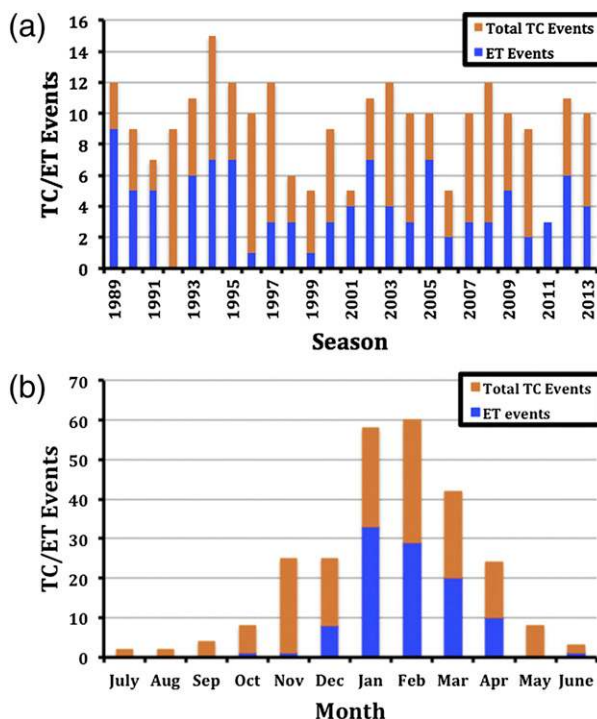 (a)
16
14
12
10
8
6
4
2
0
TC/ET Events
Total TC Events
ET Events
1989
1991
1993
1995
1997
1999
2001
2003
2005
2007
2009
2011
2013
Season
(b)
70
60
50
40
30
20
10
0
TC/ET Events
Total TC Events
ET events
July Aug Sep Oct Nov Dec Jan Feb Mar Apr May June
Month